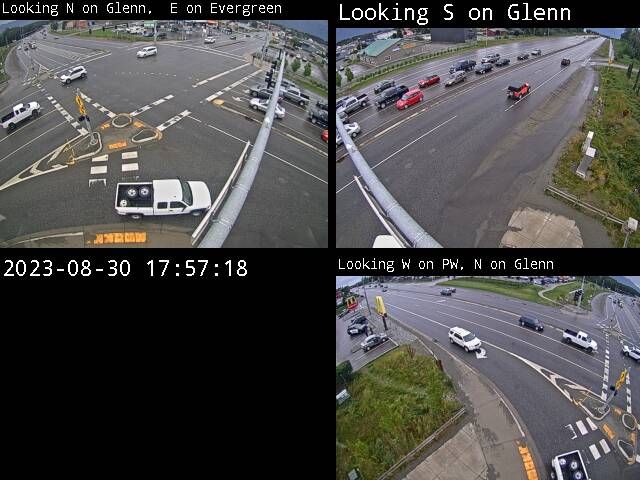 Looking N on Glenn, E on Evergreen
Looking S on Glenn
2023-08-30 17:57:18
Looking W on PW, N on Glenn